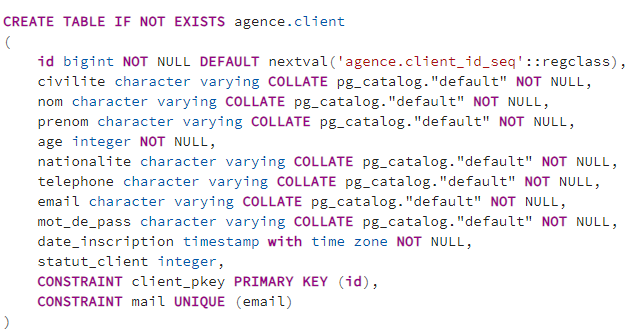 CREATE TABLE IF NOT EXISTS agence.client
(
    id bigint NOT NULL DEFAULT nextval('agence.client_id_seq'::regclass),
    civilite character varying COLLATE pg_catalog."default" NOT NULL,
    nom character varying COLLATE pg_catalog."default" NOT NULL,
    prenom character varying COLLATE pg_catalog."default" NOT NULL,
    age integer NOT NULL,
    nationalite character varying COLLATE pg_catalog."default" NOT NULL,
    telephone character varying COLLATE pg_catalog."default" NOT NULL,
    email character varying COLLATE pg_catalog."default" NOT NULL,
    mot_de_pass character varying COLLATE pg_catalog."default" NOT NULL,
    date_inscription timestamp with time zone NOT NULL,
    statut_client integer,
    CONSTRAINT client_pkey PRIMARY KEY (id),
    CONSTRAINT mail UNIQUE (email)
)